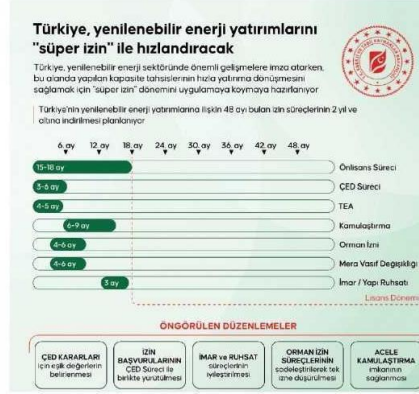 Türkiye, yenilenebilir enerji yatırımlarını
"süper izin" ile hızlandıracak
Türkiye, yenilenebilir enerji sektöründe önemli gelişmelere imza atarken,
bu alanda yapılan kapasite tahsislerinin hızla yatırıma dönüşmesini
sağlamak için "süper izin" dönemini uygulamaya koymaya hazırlanıyor
Türkiye'nin yenilenebilir enerji yatırımlarına ilişkin 48 ayı bulan izin süreçlerinin 2 yıl ve
altına indirilmesi planlanıyor
6. ay 12. ay 18. ay 24. ay 30. ay 36. ay 42. ay 48. ay
15-18 ay Önlisans Süreci
3-6 ay ÇED Süreci
4-5 ay TEA
6-9 ay Kamulaştırma
4-6 ay Orman İzni
4-6 ay Mera Vasıf Değişikliği
3 ay İmar / Yapı Ruhsatı
Lisans Dönemi
ÖNGÖRÜLEN DÜZENLEMELER
ÇED KARARLARI
için eşik değerlerin
belirlenmesi
İZİN
BAŞVURULARININ
ÇED Süreci ile
birlikte yürütülmesi
İMAR ve RUHSAT
süreçlerinin
iyileştirilmesi
ORMAN İZİN
SÜREÇLERİNİN
sadeleştirilerek tek
izne düşürülmesi
ACELE
KAMULAŞTIRMA
imkanının
sağlanması